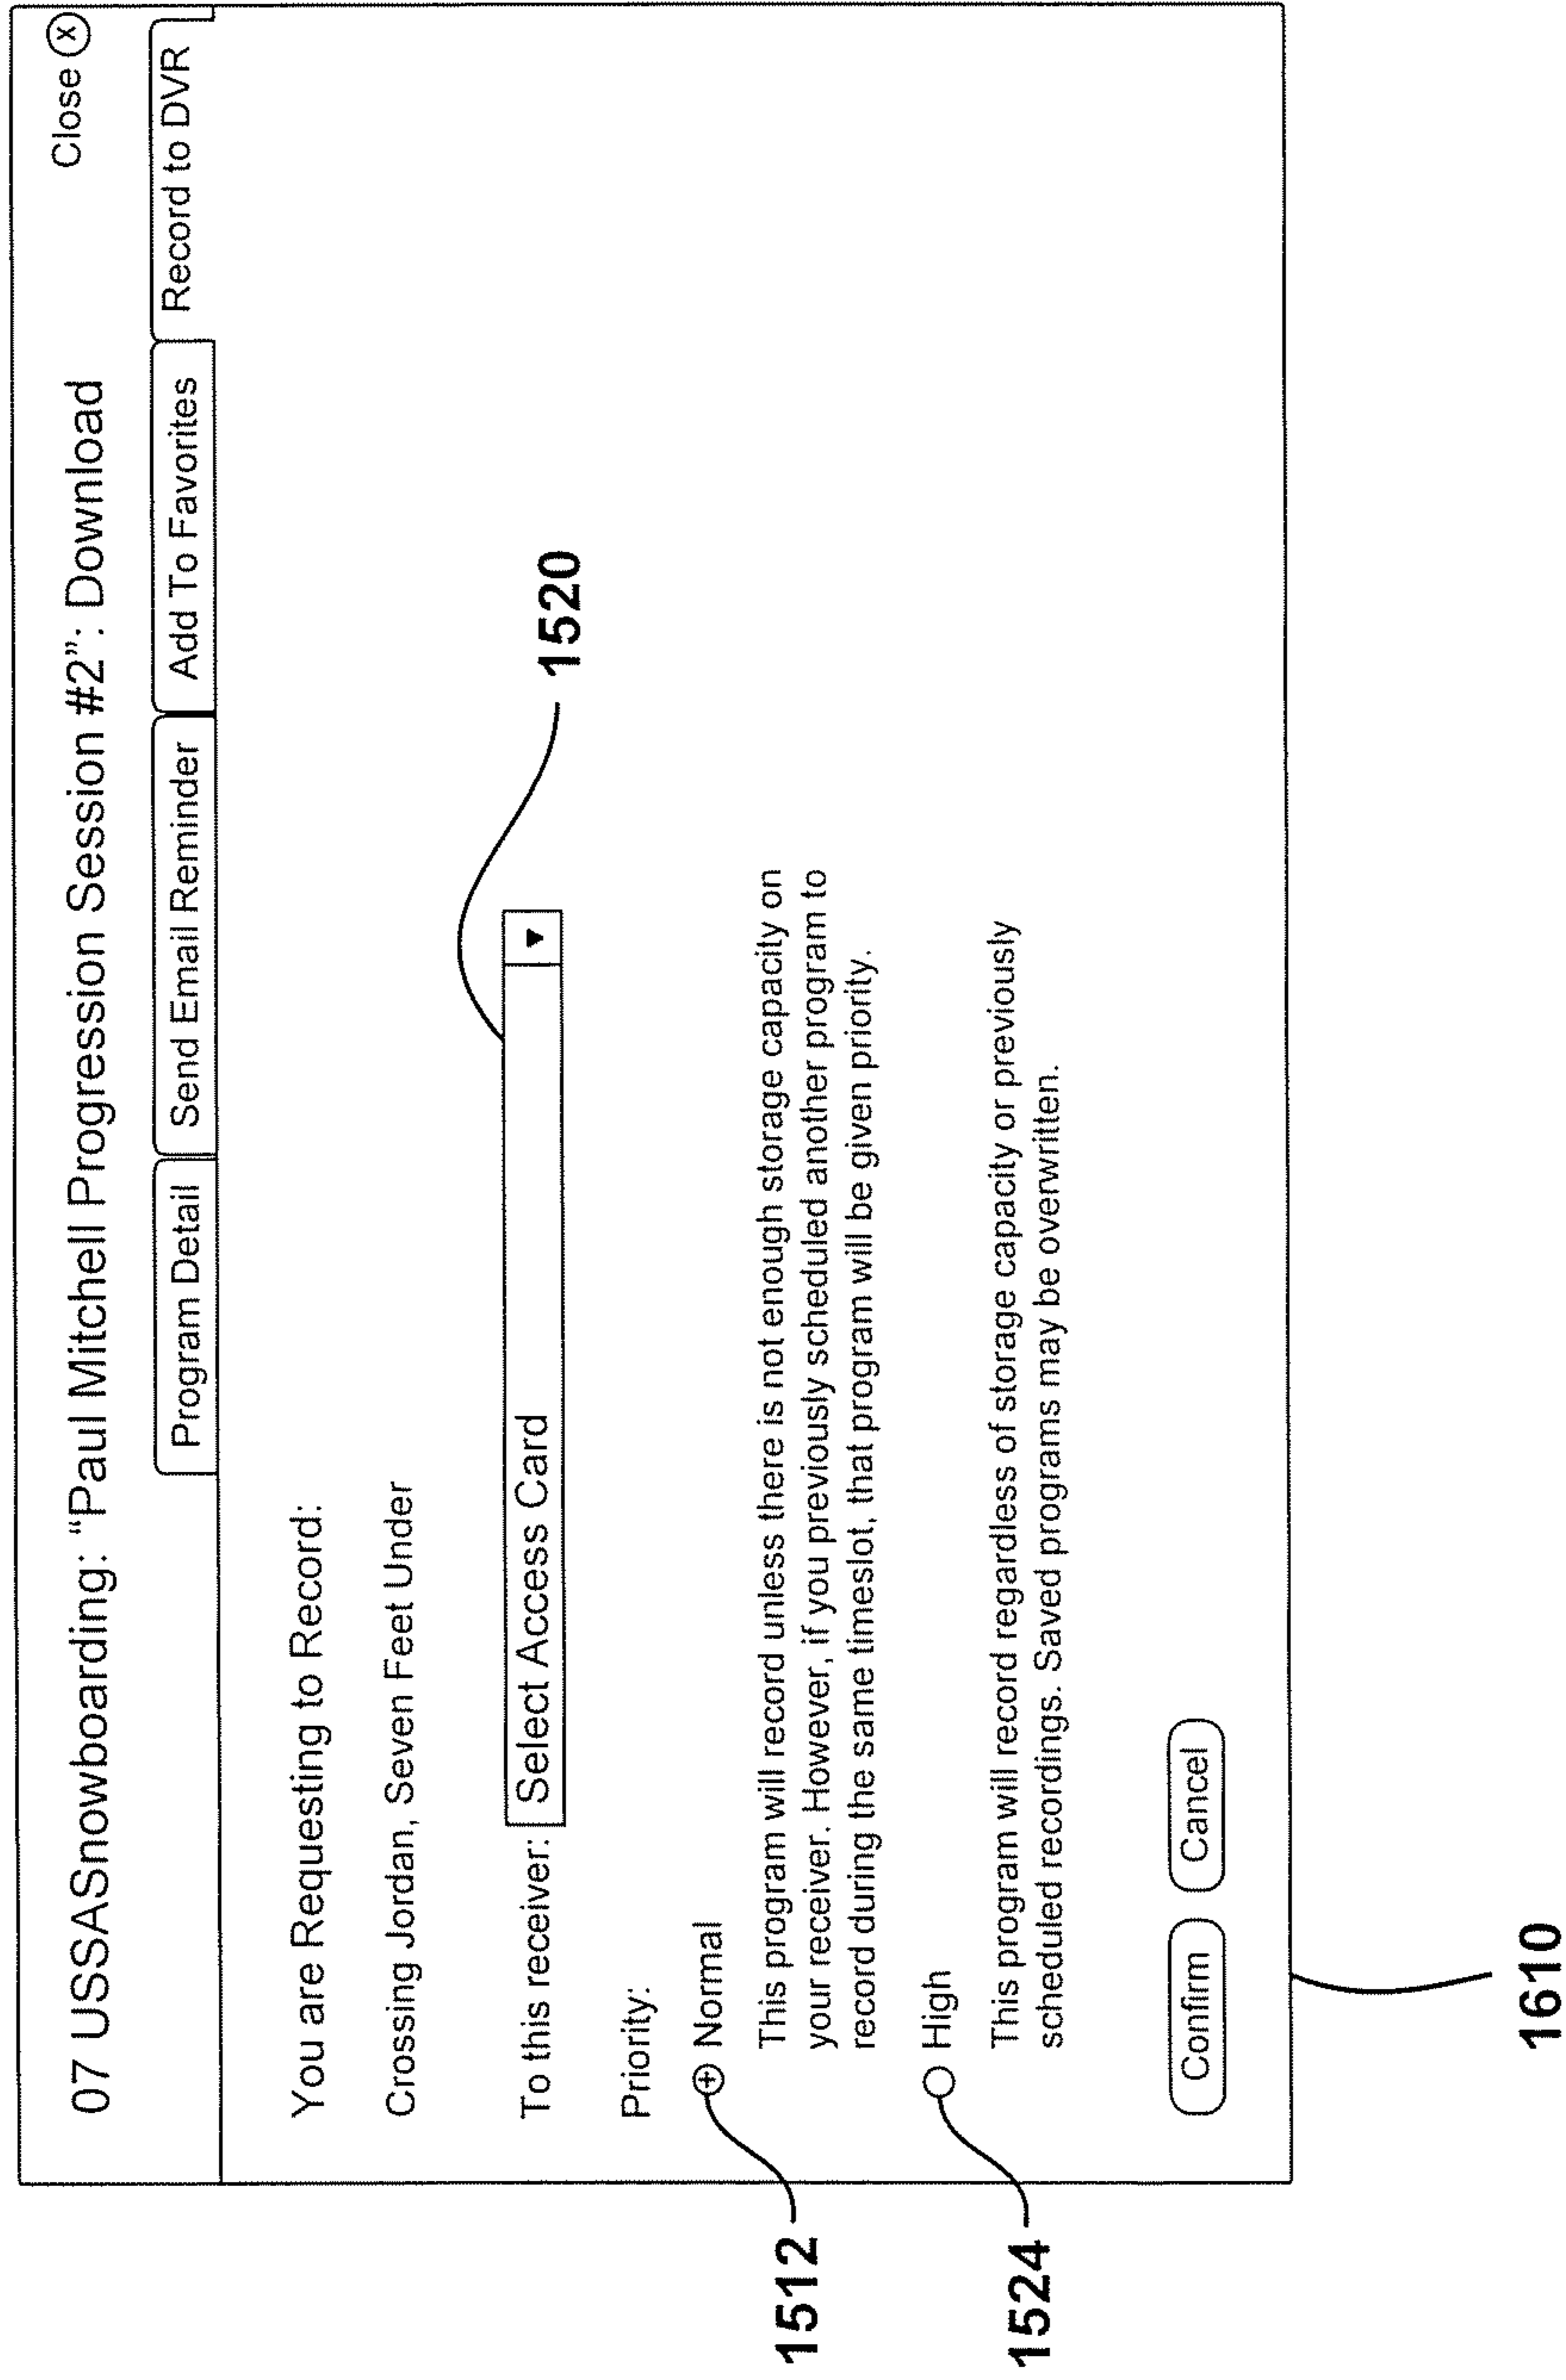 07 USSASnowboarding: “Paul Mitchell Progression Session #2”: Download
Close X
Program Detail
Send Email Reminder
Add To Favorites
Record to DVR
You are Requesting to Record:
Crossing Jordan, Seven Feet Under
1520
To this receiver: Select Access Card
Priority:
Normal
1512
This program will record unless there is not enough storage capacity on
your receiver. However, if you previously scheduled another program to
record during the same timeslot, that program will be given priority.
High
1524
This program will record regardless of storage capacity or previously
scheduled recordings. Saved programs may be overwritten.
Confirm
Cancel
1610